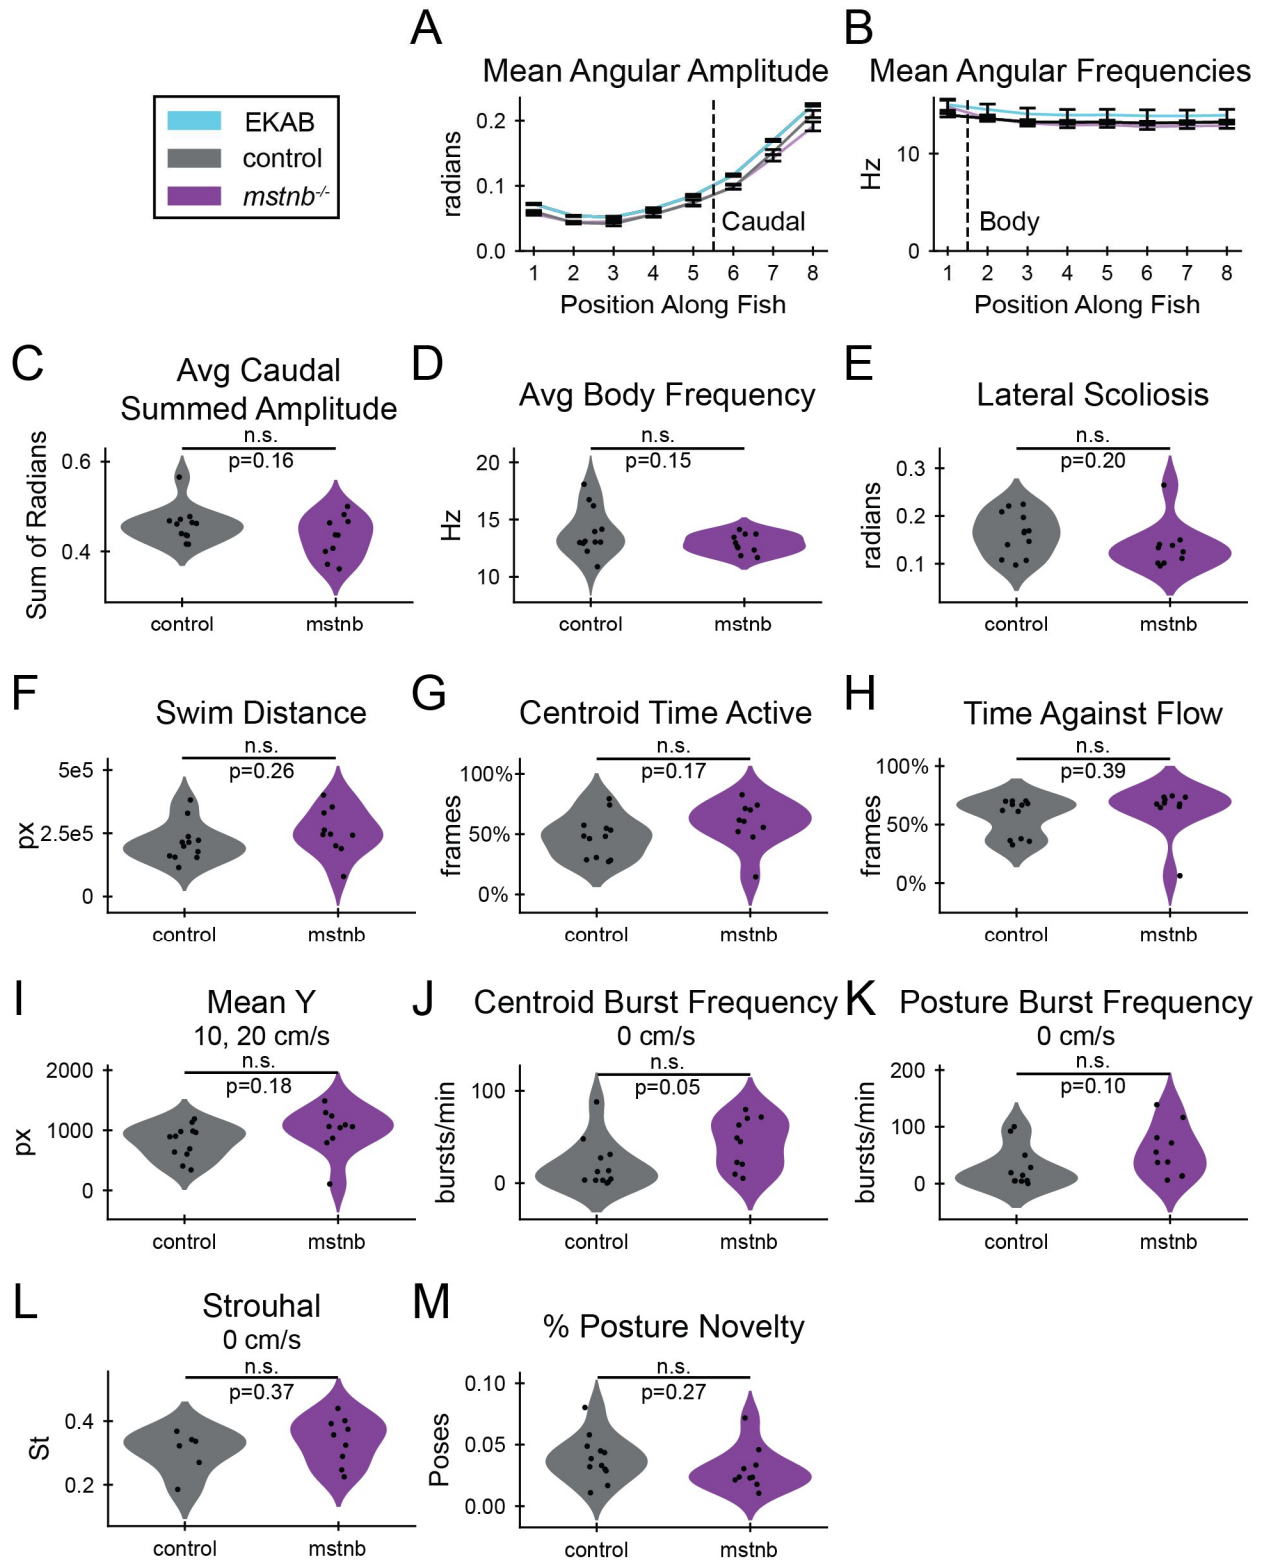 A
Mean Angular Amplitude
radians
0.2
0.1
0.0
Caudal
1 2 3 4 5 6 7 8
Position Along Fish
B
Mean Angular Frequencies
Hz
10
0
Body
1 2 3 4 5 6 7 8
Position Along Fish
EKAB
control
mstnb-/-
C
Avg Caudal
Summed Amplitude
n.s.
p=0.16
Sum of Radians
0.6
0.4
control mstnb
D
Avg Body Frequency
n.s.
p=0.15
Hz
20
15
10
control mstnb
E
Lateral Scoliosis
n.s.
p=0.20
radians
0.3
0.2
0.1
control mstnb
F
Swim Distance
n.s.
p=0.26
px
5e5
2.5e5
0
control mstnb
G
Centroid Time Active
n.s.
p=0.17
frames
100%
50%
0%
control mstnb
H
Time Against Flow
n.s.
p=0.39
frames
100%
50%
0%
control mstnb
I
Mean Y
10, 20 cm/s
n.s.
p=0.18
px
2000
1000
0
control mstnb
J
Centroid Burst Frequency
0 cm/s
n.s.
p=0.05
bursts/min
100
0
control mstnb
K
Posture Burst Frequency
0 cm/s
n.s.
p=0.10
bursts/min
200
100
0
control mstnb
L
Strouhal
0 cm/s
n.s.
p=0.37
St
0.4
0.2
control mstnb
M
% Posture Novelty
n.s.
p=0.27
Poses
0.10
0.05
0.00
control mstnb